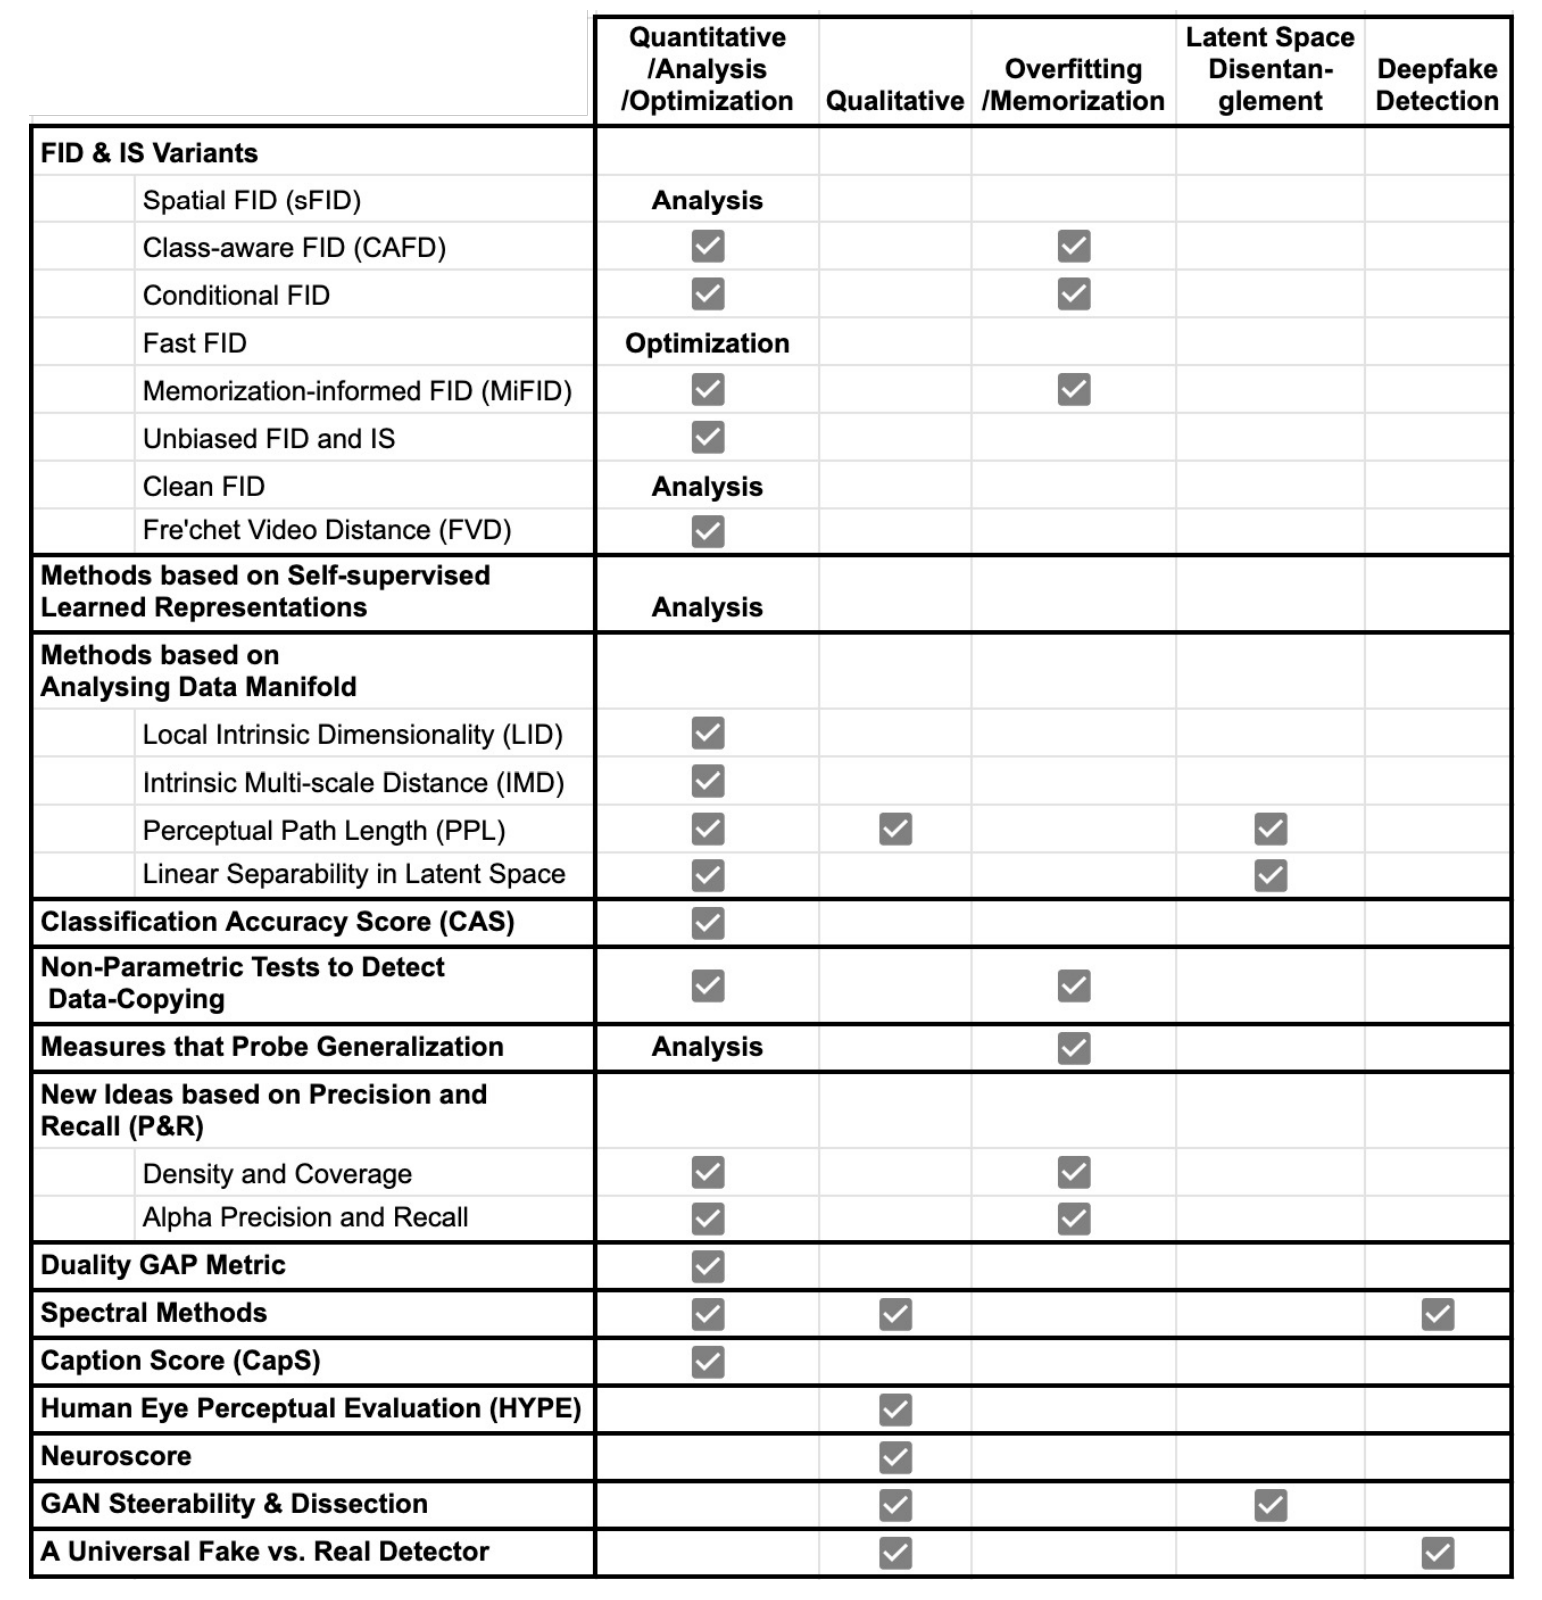 Quantitative
/Analysis
/Optimization
Qualitative
Overfitting
/Memorization
Latent Space
Disentan-
glement
Deepfake
Detection
FID & IS Variants
Spatial FID (sFID) Analysis
Class-aware FID (CAFD)
Conditional FID
Fast FID Optimization
Memorization-informed FID (MiFID)
Unbiased FID and IS
Clean FID Analysis
Fre'chet Video Distance (FVD)
Methods based on Self-supervised
Learned Representations Analysis
Methods based on
Analysing Data Manifold
Local Intrinsic Dimensionality (LID)
Intrinsic Multi-scale Distance (IMD)
Perceptual Path Length (PPL)
Linear Separability in Latent Space
Classification Accuracy Score (CAS)
Non-Parametric Tests to Detect
Data-Copying
Measures that Probe Generalization Analysis
New Ideas based on Precision and
Recall (P&R)
Density and Coverage
Alpha Precision and Recall
Duality GAP Metric
Spectral Methods
Caption Score (CapS)
Human Eye Perceptual Evaluation (HYPE)
Neuroscore
GAN Steerability & Dissection
A Universal Fake vs. Real Detector